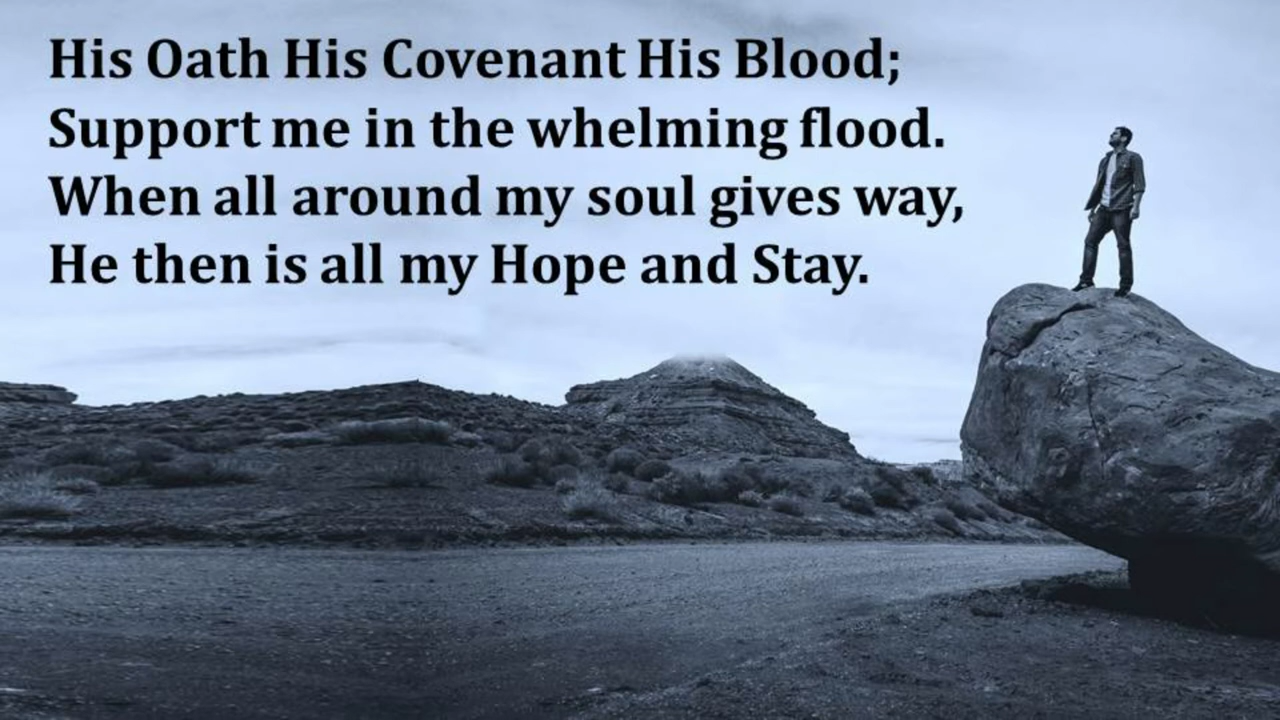 His Oath His Covenant His Blood;
Support me in the whelming flood.
When all around my soul gives way,
He then is all my Hope and Stay.